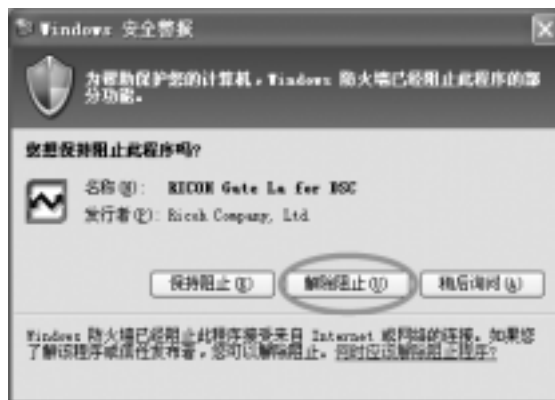 Windows 安全警报
为帮助保护您的计算机，Windows 防火墙已经阻止此程序的部
分功能。
您想保持阻止此程序吗?
名称(N): RICOH Gate La for DSC
发行者(P): Ricoh Company, Ltd
保持阻止(K) 解除阻止(U) 稍后询问(A)
Windows 防火墙已经阻止此程序接受来自 Internet 或网络的连接。如果您
了解该程序或信任发布者，您可以解除阻止。何时应该解除阻止程序?